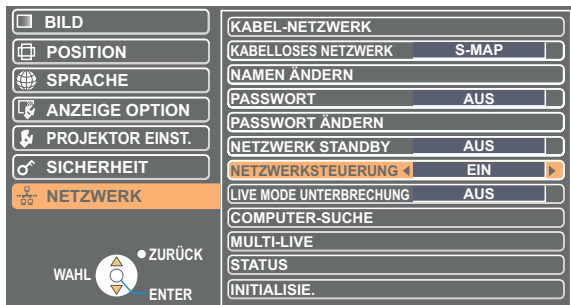 BILD
POSITION
SPRACHE
ANZEIGE OPTION
PROJEKTOR EINST.
SICHERHEIT
NETZWERK
ZURÜCK
WAHL
ENTER
KABEL-NETZWERK
KABELLOSES NETZWERK S-MAP
NAMEN ÄNDERN
PASSWORT AUS
PASSWORT ÄNDERN
NETZWERK STANDBY AUS
NETZWERKSTEUERUNG EIN
LIVE MODE UNTERBRECHUNG AUS
COMPUTER-SUCHE
MULTI-LIVE
STATUS
INITIALISIE.